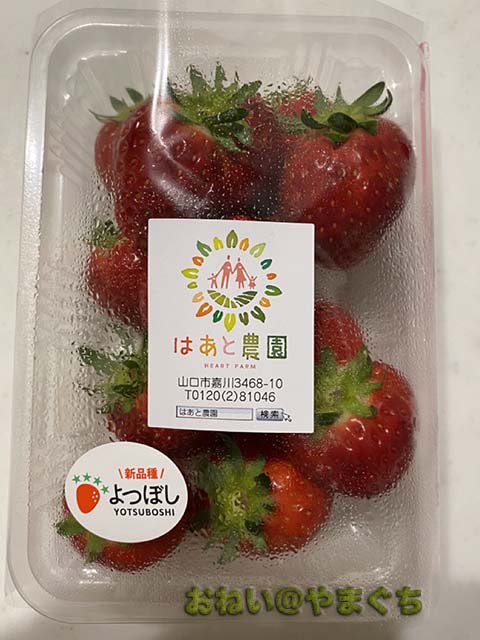 はあと農園
HEART FARM
山口市嘉川3468-10
T0120(2)81046
はあと農園 検索
\新品種/
よつぼし
YOTSUBOSHI
おねい@やまぐち